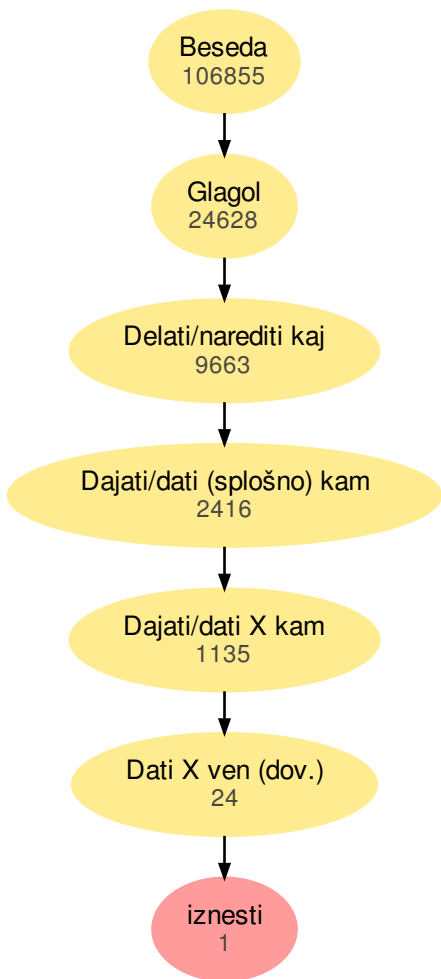 Beseda
106855
Glagol
24628
Delati/narediti kaj
9663
Dajati/dati (splošno) kam
2416
Dajati/dati X kam
1135
Dati X ven (dov.)
24
iznesti
1